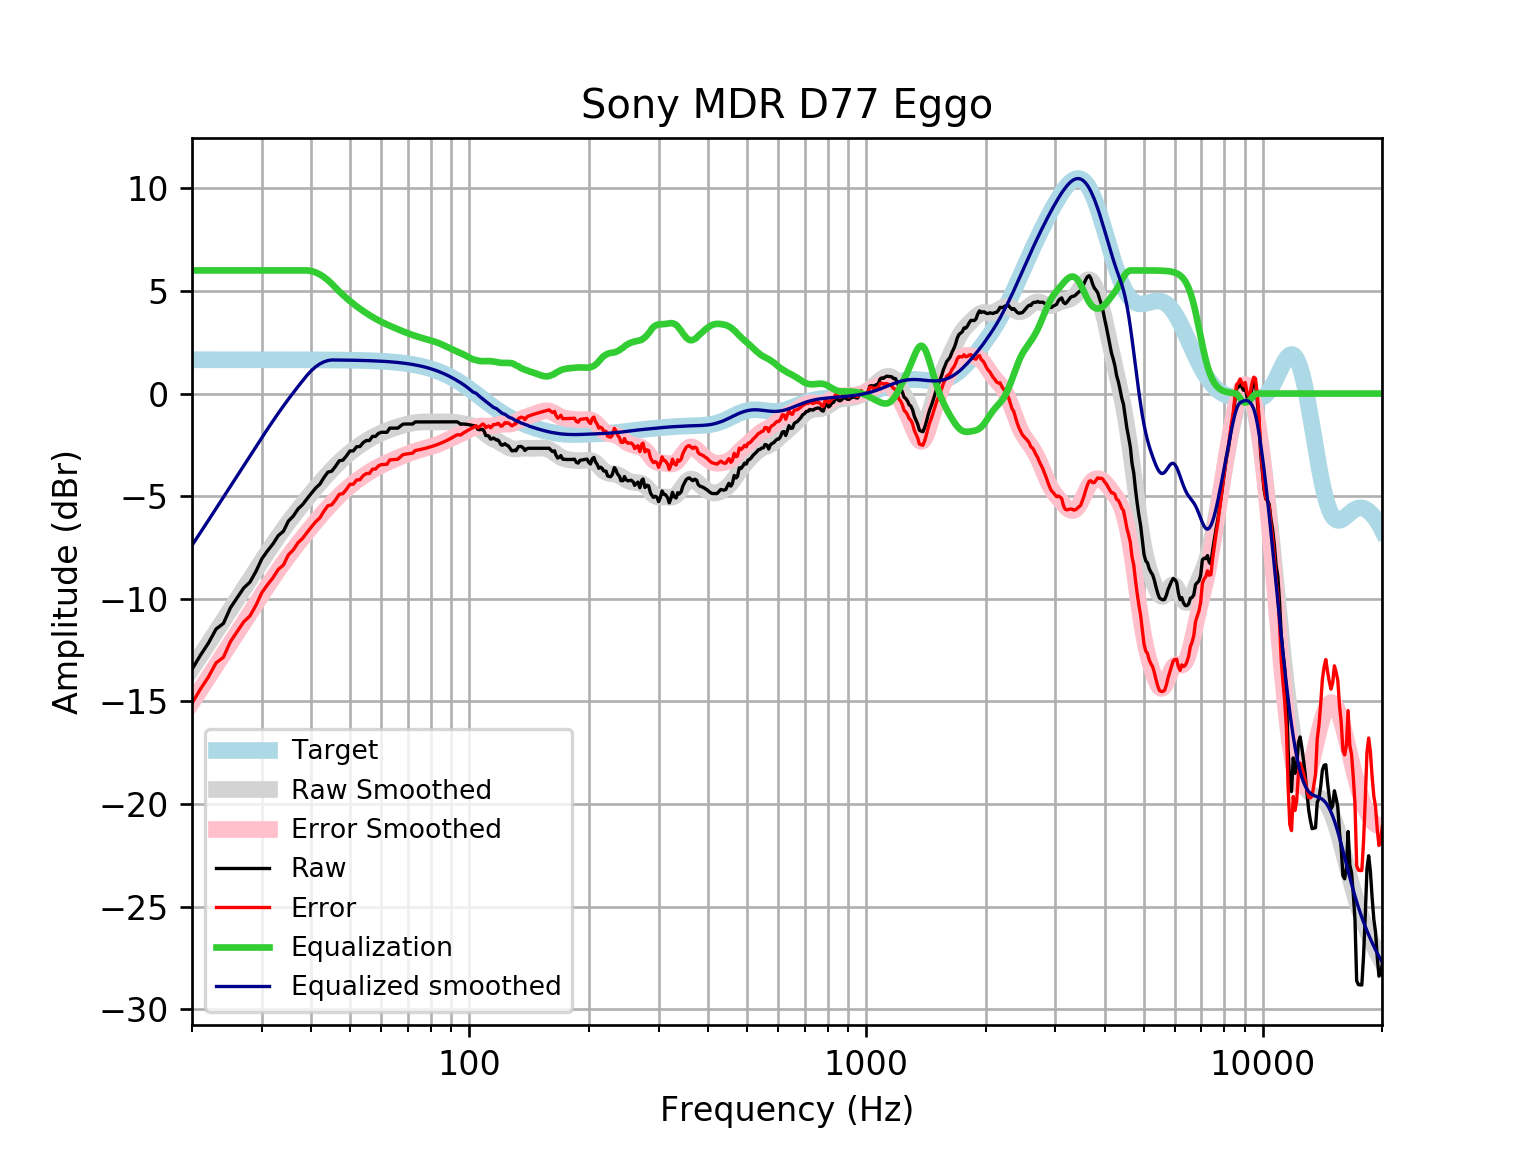 Sony MDR D77 Eggo
10
5
0
−5
−10
−15
−20
−25
−30
Amplitude (dBr)
Target
Raw Smoothed
Error Smoothed
Raw
Error
Equalization
Equalized smoothed
100 1000 10000
Frequency (Hz)